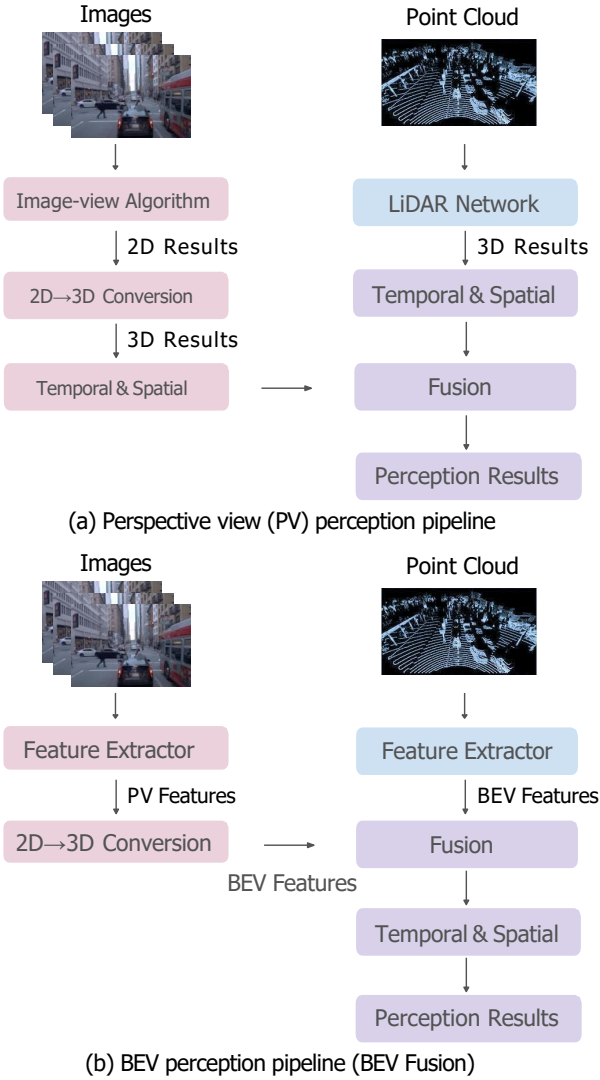 Images
Point Cloud
Image-view Algorithm
LiDAR Network
2D Results
3D Results
2D→3D Conversion
Temporal & Spatial
3D Results
Temporal & Spatial
Fusion
Perception Results
(a) Perspective view (PV) perception pipeline
Images
Point Cloud
Feature Extractor
Feature Extractor
PV Features
BEV Features
2D→3D Conversion
Fusion
BEV Features
Temporal & Spatial
Perception Results
(b) BEV perception pipeline (BEV Fusion)